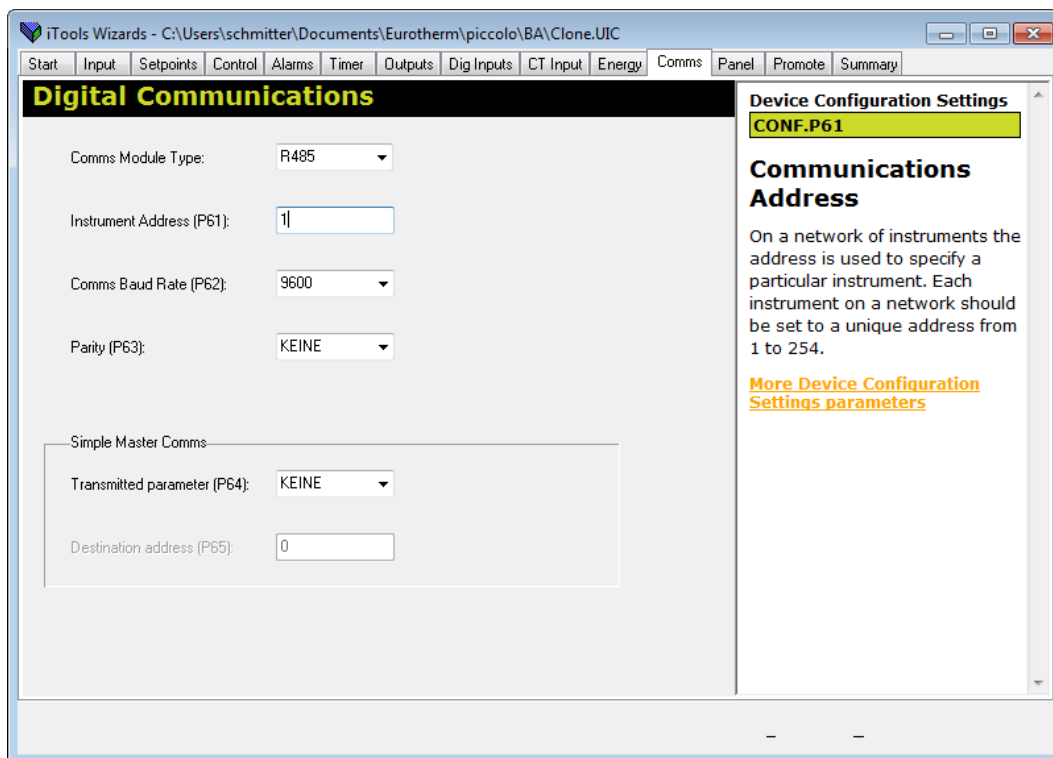 iTools Wizards - C:\Users\schmitter\Documents\Eurotherm\piccolo\BA\Clone.UIC
Start Input Setpoints Control Alarms Timer Outputs Dig Inputs CT Input Energy Comms Panel Promote Summary
Digital Communications
Comms Module Type: R485
Instrument Address (P61): 1
Comms Baud Rate (P62): 9600
Parity (P63): KEINE
Simple Master Comms
Transmitted parameter (P64): KEINE
Destination address (P65): 0
Device Configuration Settings
CONF.P61
Communications
Address
On a network of instruments the
address is used to specify a
particular instrument. Each
instrument on a network should
be set to a unique address from
1 to 254.
More Device Configuration
Settings parameters